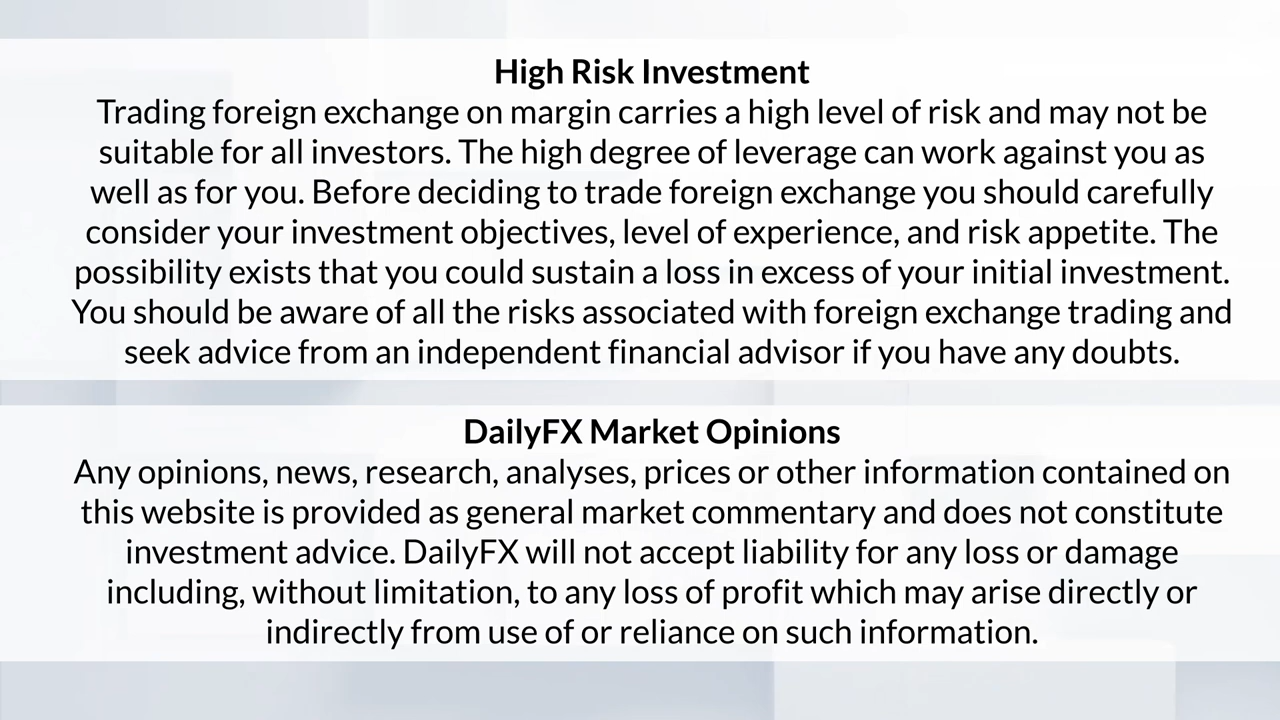 High Risk Investment
Trading foreign exchange on margin carries a high level of risk and may not be
suitable for all investors. The high degree of leverage can work against you as
well as for you. Before deciding to trade foreign exchange you should carefully
consider your investment objectives, level of experience, and risk appetite. The
possibility exists that you could sustain a loss in excess of your initial investment.
You should be aware of all the risks associated with foreign exchange trading and
seek advice from an independent financial advisor if you have any doubts.
DailyFX Market Opinions
Any opinions, news, research, analyses, prices or other information contained on
this website is provided as general market commentary and does not constitute
investment advice. DailyFX will not accept liability for any loss or damage
including, without limitation, to any loss of profit which may arise directly or
indirectly from use of or reliance on such information.